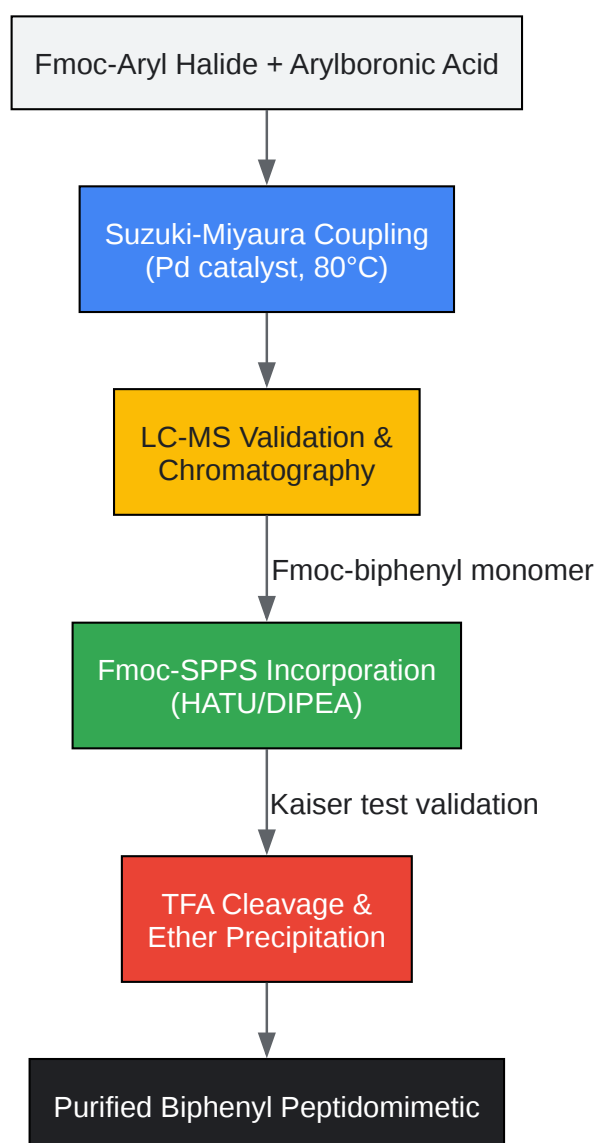 Fmoc-Aryl Halide + Arylboronic Acid
Suzuki-Miyaura Coupling
(Pd catalyst, 80°C)
LC-MS Validation &
Chromatography
Fmoc-biphenyl monomer
Fmoc-SPPS Incorporation
(HATU/DIPEA)
Kaiser test validation
TFA Cleavage &
Ether Precipitation
Purified Biphenyl Peptidomimetic